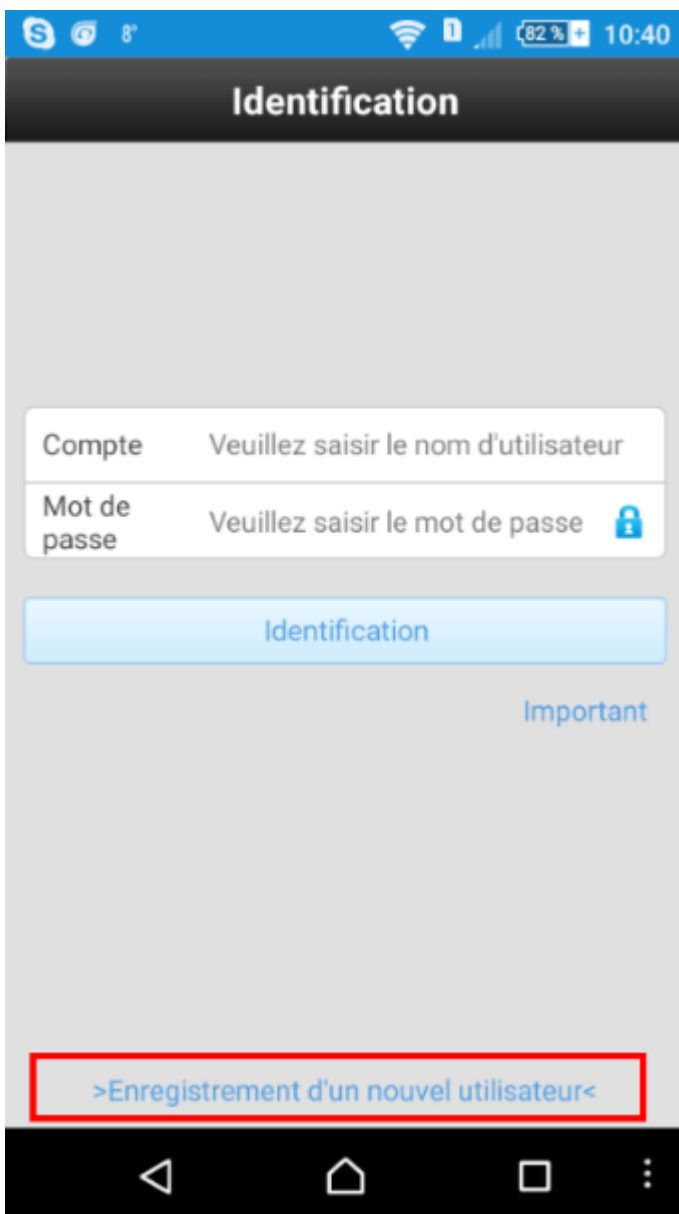 8° 1 82 % 10:40
Identification
Compte Veuillez saisir le nom d'utilisateur
Mot de
passe Veuillez saisir le mot de passe
Identification
Important
>Enregistrement d'un nouvel utilisateur<